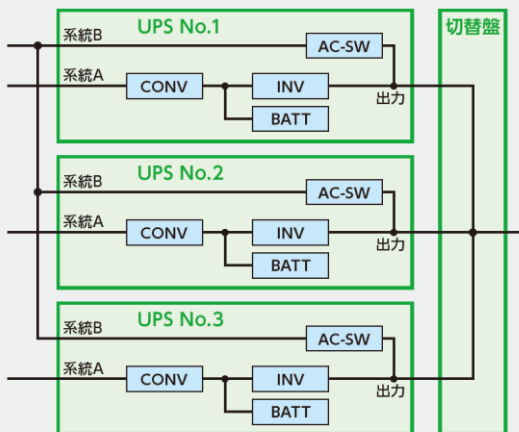 UPS No.1
切替盤
系統B
AC-SW
系統A
CONV
INV
出力
BATT
UPS No.2
系統B
AC-SW
系統A
CONV
INV
出力
BATT
UPS No.3
系統B
AC-SW
系統A
CONV
INV
出力
BATT